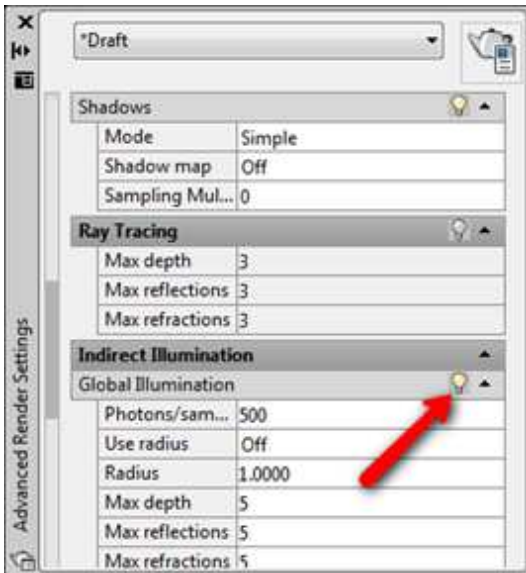 *Draft
Shadows
Mode Simple
Shadow map Off
Sampling Mul... 0
Ray Tracing
Max depth 3
Max reflections 3
Max refractions 3
Indirect Illumination
Global Illumination
Photons/sam... 500
Use radius Off
Radius 1.0000
Max depth 5
Max reflections 5
Max refractions 5
Advanced Render Settings